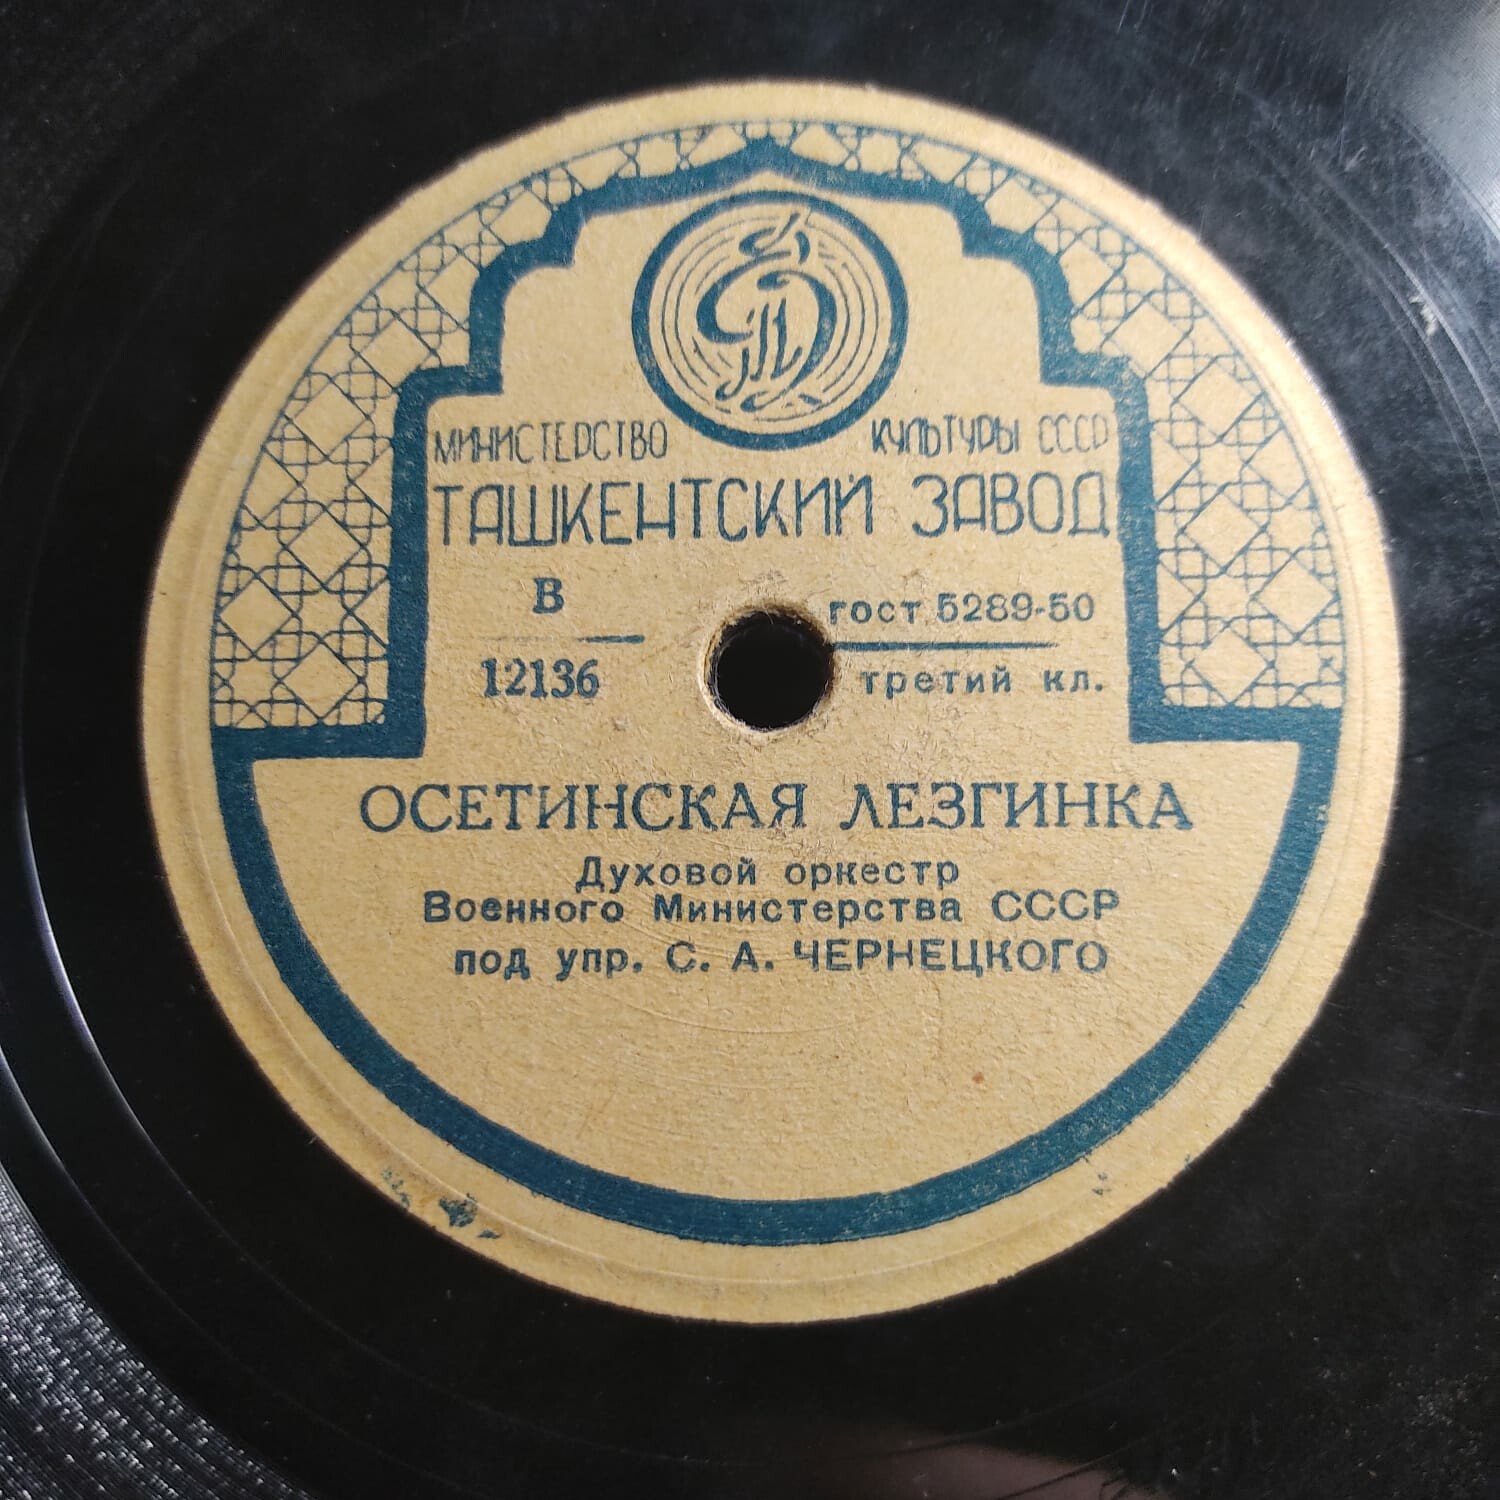 МИНИСТЕРСТВО КУЛЬТУРЫ СССР
ТАШКЕНТСКИЙ ЗАВОД
В
12136
ГОСТ 5289-50
третий кл.
ОСЕТИНСКАЯ ЛЕЗГИНКА
Духовой оркестр
Военного Министерства СССР
под упр. С. А. ЧЕРНЕЦКОГО